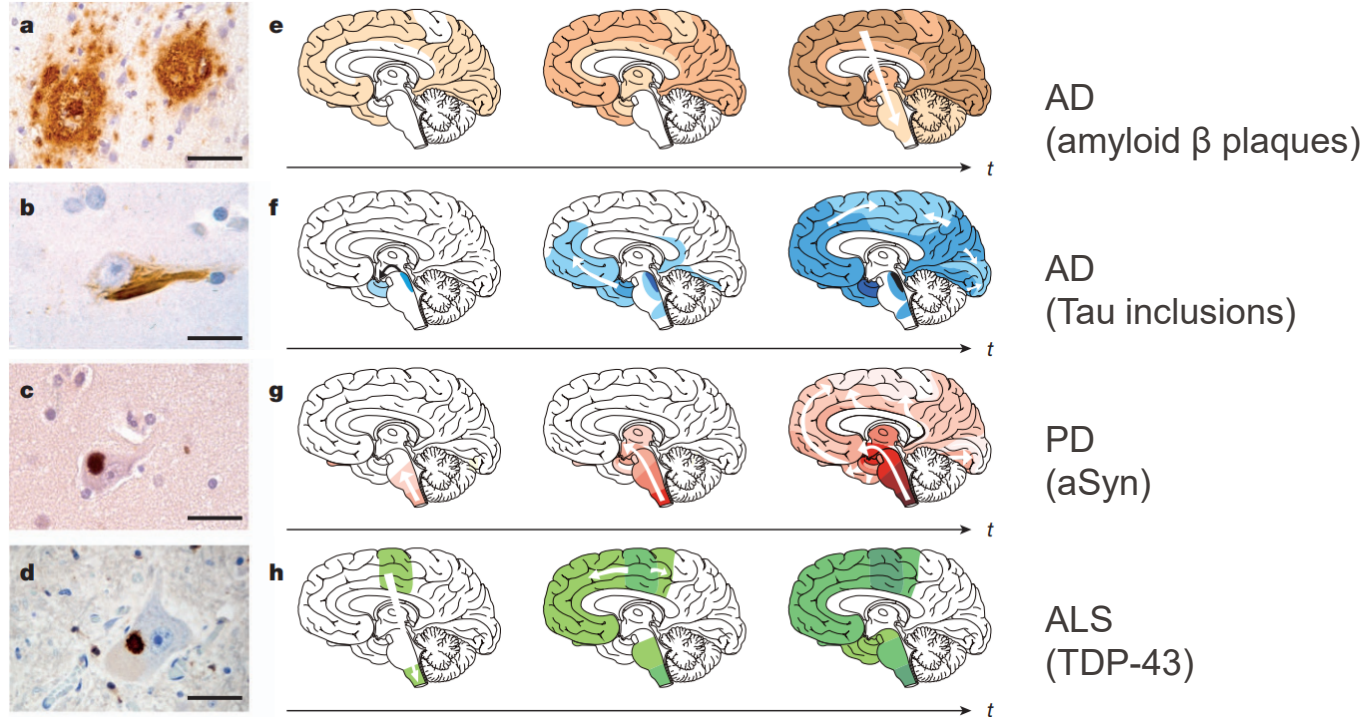 a
e
t
AD
(amyloid β plaques)
b
f
t
AD
(Tau inclusions)
c
g
t
PD
(aSyn)
d
h
t
ALS
(TDP-43)